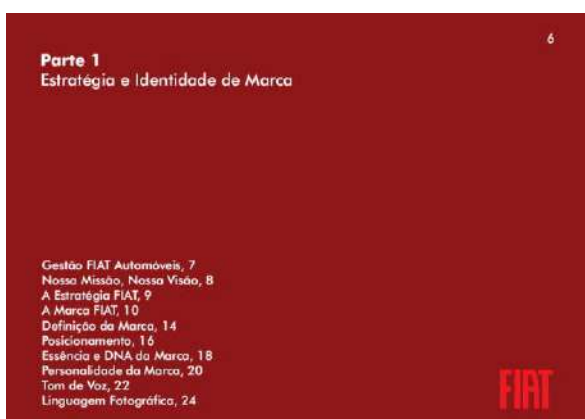 6
Parte 1
Estratégia e Identidade de Marca
Gestão FIAT Automóveis, 7
Nossa Missão, Nossa Visão, 8
A Estratégia FIAT, 9
A Marca FIAT, 10
Definição da Marca, 14
Posicionamento, 16
Essência e DNA da Marca, 18
Personalidade da Marca, 20
Tom de Voz, 22
Linguagem Fotográfica, 24
FIAT